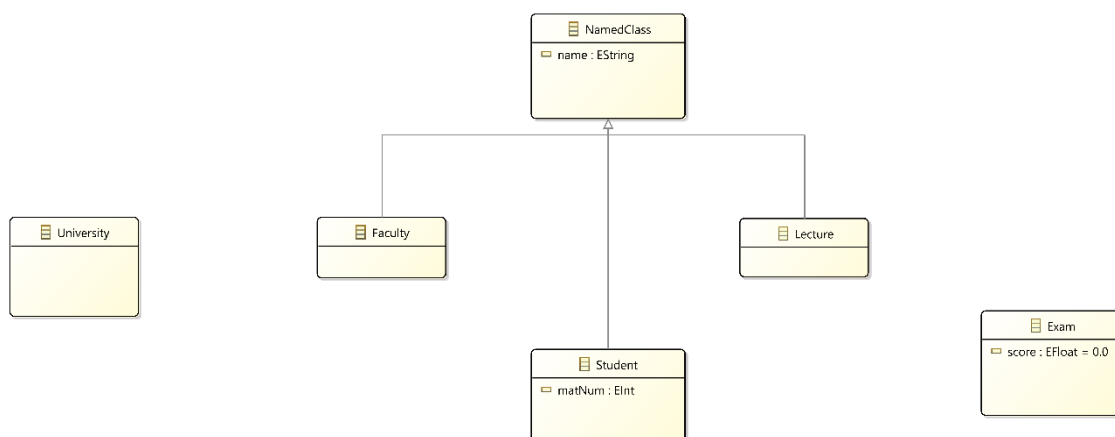 NamedClass
name : EString
University
Faculty
Lecture
Exam
score : EFloat = 0.0
Student
matNum : EInt